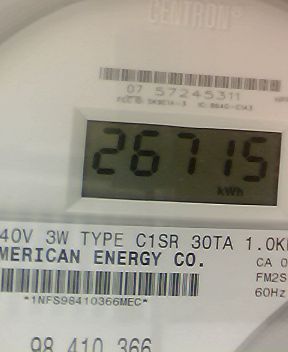 CENTRON®
07 57245311
26715
kWh
40V 3W TYPE C1SR 30TA 1.0K
MERICAN ENERGY CO.
CA 0
FM2S
60Hz
*1NFS98410366MEC*
98 410 366